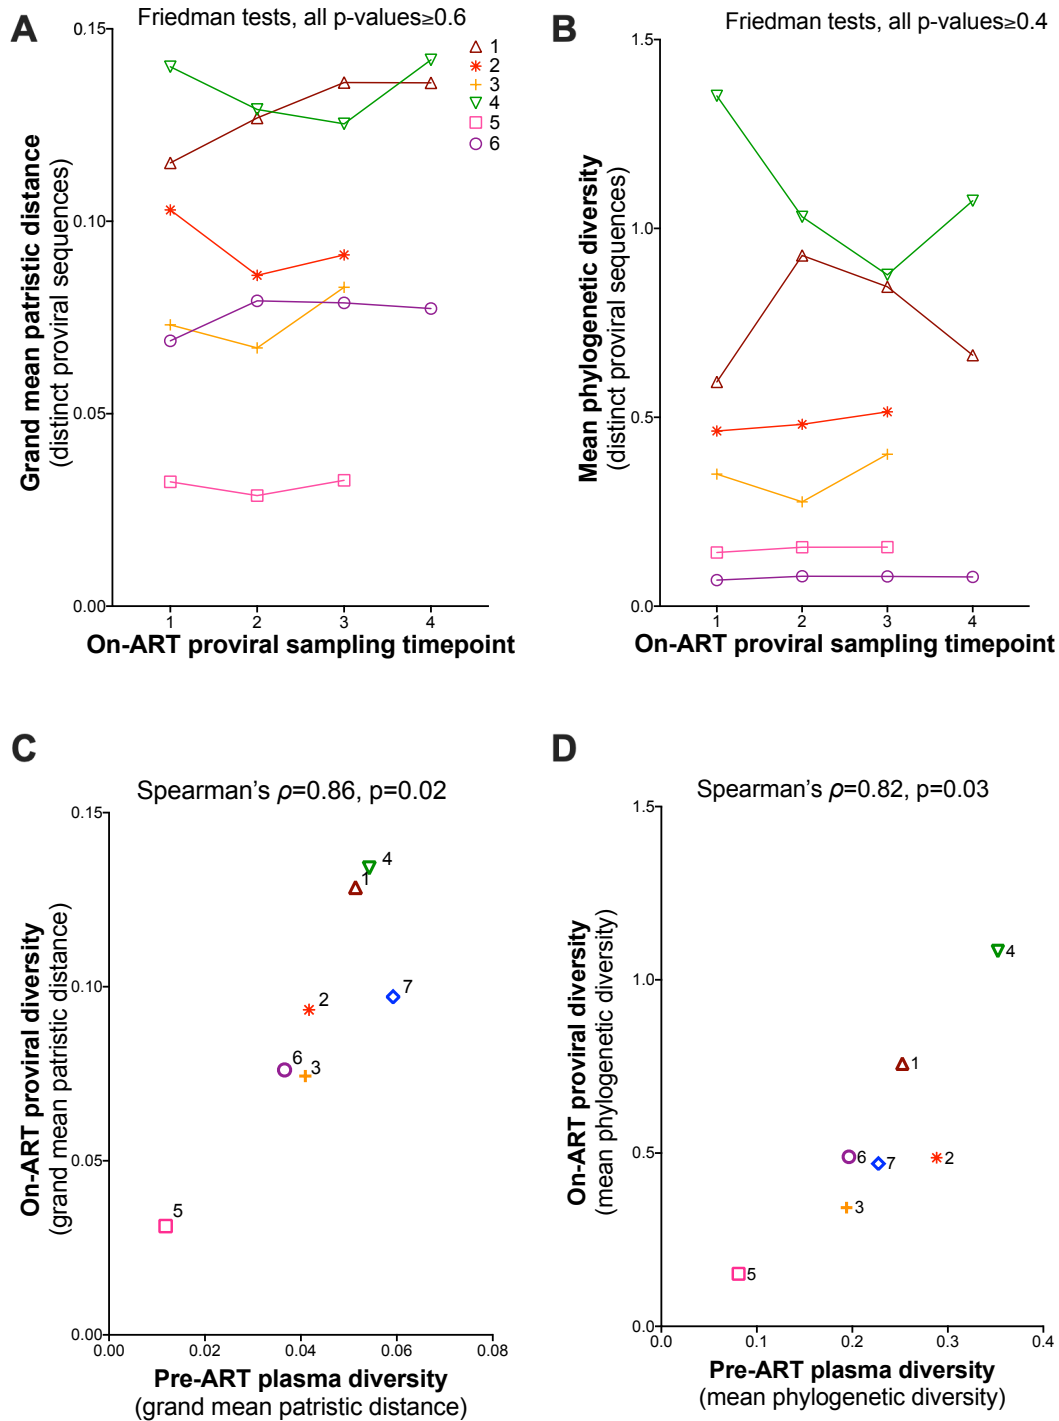 A
Friedman tests, all p-values≥0.6
Grand mean patristic distance
(distinct proviral sequences)
0.15
0.10
0.05
0.00
1
2
3
4
5
6
1 2 3 4
On-ART proviral sampling timepoint
B
Friedman tests, all p-values≥0.4
Mean phylogenetic diversity
(distinct proviral sequences)
1.5
1.0
0.5
0.0
1 2 3 4
On-ART proviral sampling timepoint
C
Spearman's ρ=0.86, p=0.02
On-ART proviral diversity
(grand mean patristic distance)
0.15
0.10
0.05
0.00
4
1
7
2
6
3
5
0.00 0.02 0.04 0.06 0.08
Pre-ART plasma diversity
(grand mean patristic distance)
D
Spearman's ρ=0.82, p=0.03
On-ART proviral diversity
(mean phylogenetic diversity)
1.5
1.0
0.5
0.0
4
1
6
7
2
3
5
0.0 0.1 0.2 0.3 0.4
Pre-ART plasma diversity
(mean phylogenetic diversity)